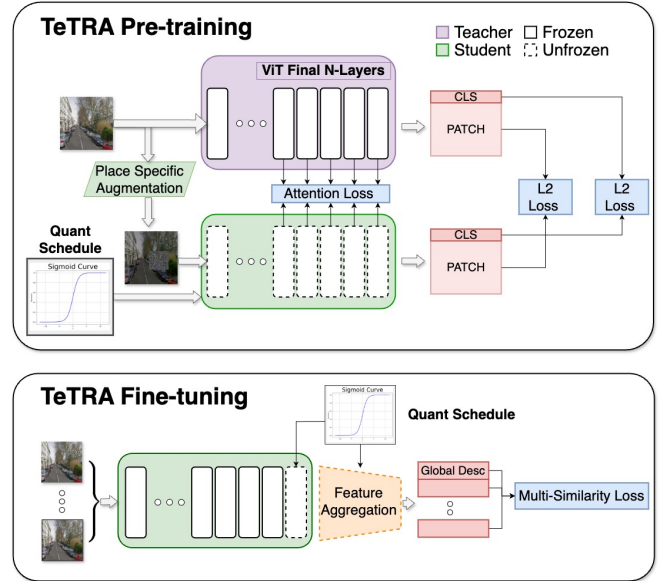 TeTRA Pre-training
Teacher
Frozen
Student
Unfrozen
ViT Final N-Layers
CLS
PATCH
Place Specific
Augmentation
Attention Loss
L2
Loss
L2
Loss
Quant
Schedule
Sigmoid Curve
CLS
PATCH
TeTRA Fine-tuning
Sigmoid Curve
Quant Schedule
Feature
Aggregation
Global Desc
Multi-Similarity Loss